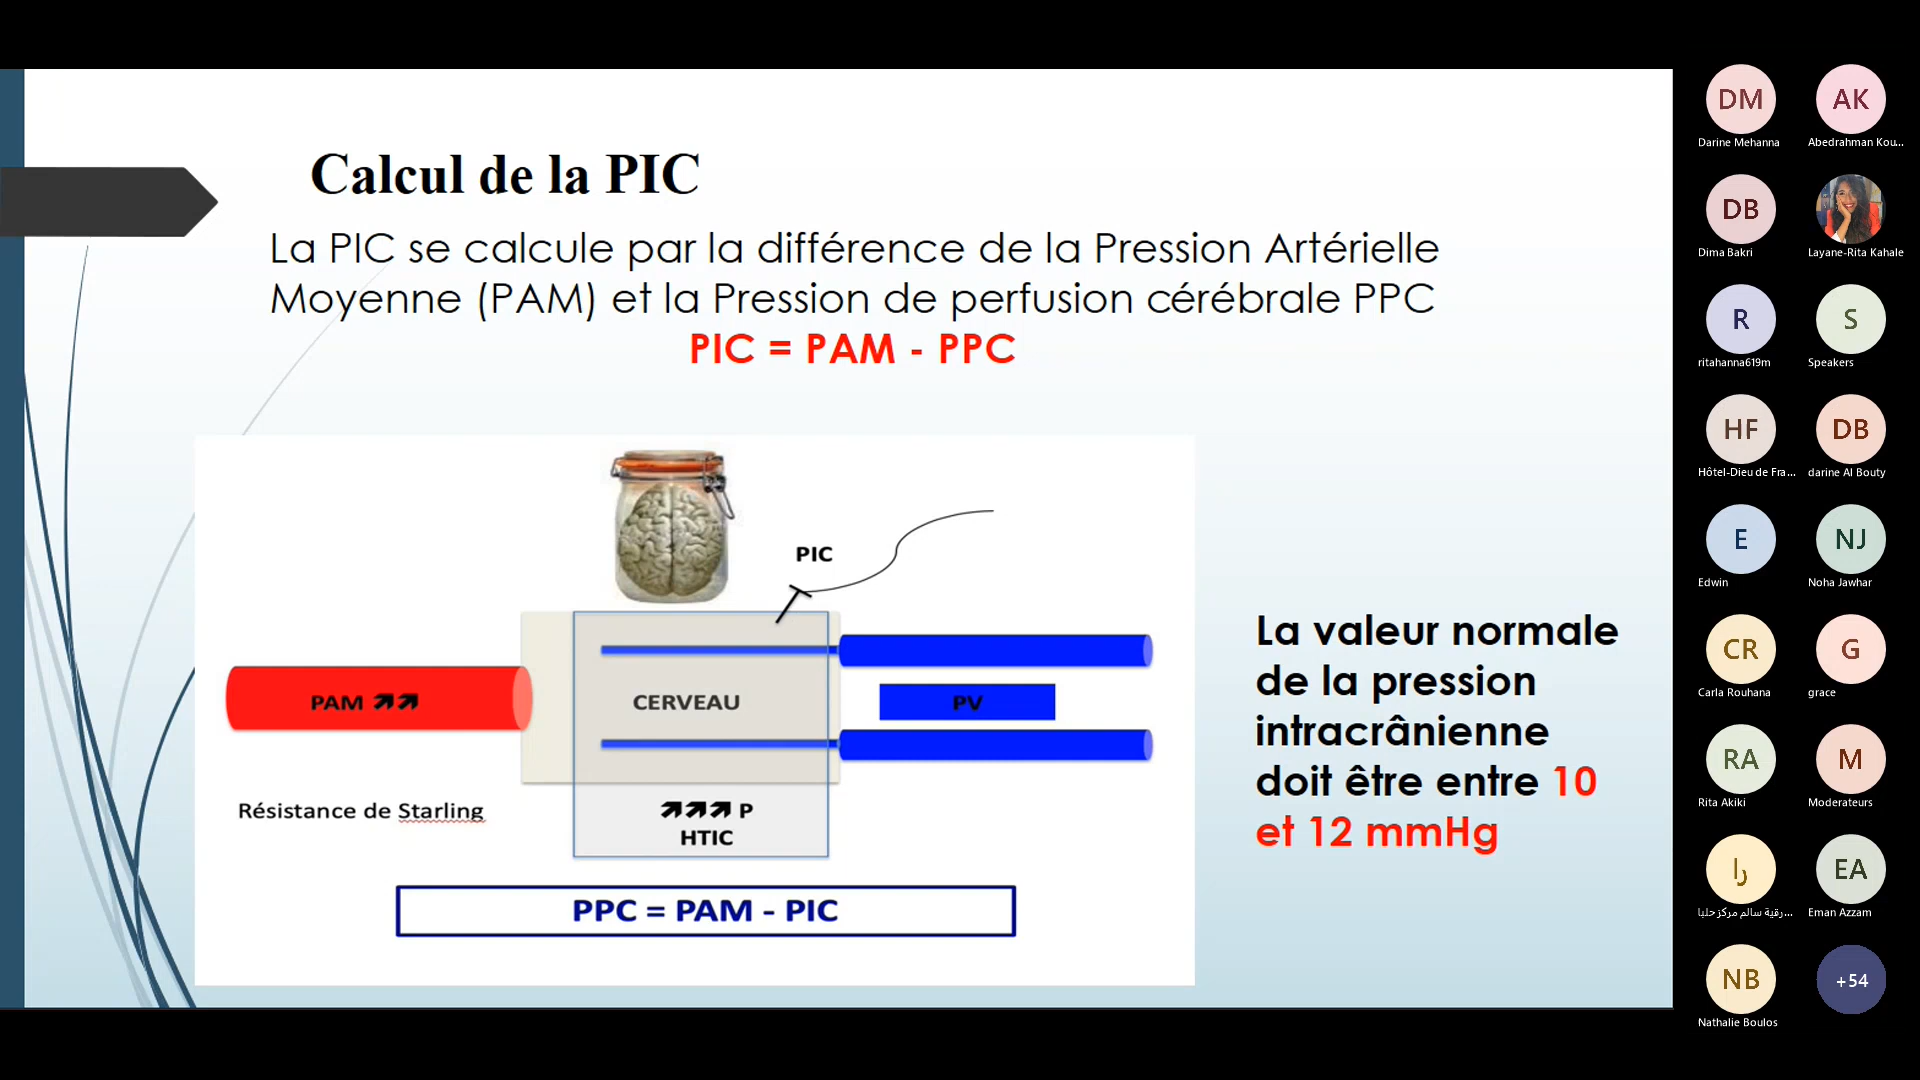 Calcul de la PIC
La PIC se calcule par la différence de la Pression Artérielle
Moyenne (PAM) et la Pression de perfusion cérébrale PPC
PIC = PAM - PPC
PIC
PAM
CERVEAU
PV
Résistance de Starling
P
HTIC
PPC = PAM - PIC
La valeur normale
de la pression
intracrânienne
doit être entre 10
et 12 mmHg
DM
Darine Mehanna
AK
Abedrahman Kou...
DB
Dima Bakri
Layane-Rita Kahale
R
ritahanna619m
S
Speakers
HF
Hôtel-Dieu de Fra...
DB
darine Al Bouty
E
Edwin
NJ
Noha Jawhar
CR
Carla Rouhana
G
grace
RA
Rita Akiki
M
Moderateurs
را
رقية سالم مركز حلبا...
EA
Eman Azzam
NB
Nathalie Boulos
+54